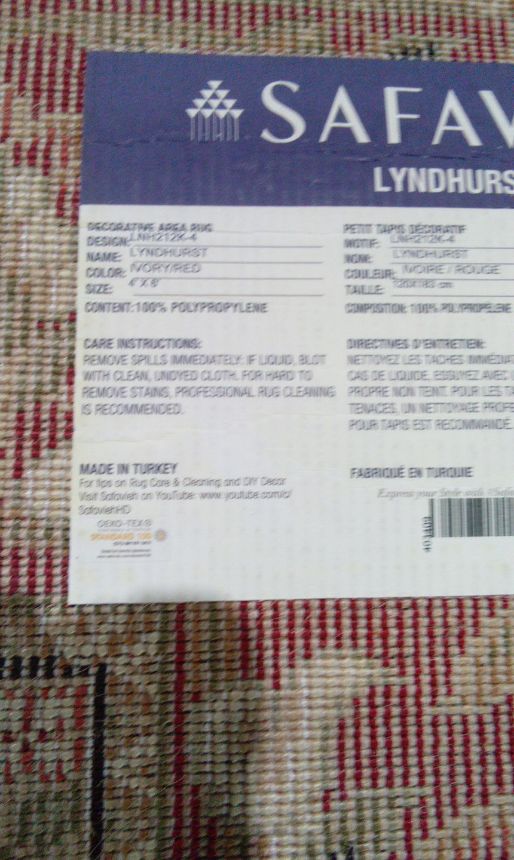 SAFAV
LYNDHURS
DECORATIVE AREA RUG
DESIGN: LNH212K-4
NAME: LYNDHURST
COLOR: IVORY/RED
SIZE: 4' X 6'
CONTENT: 100% POLYPROPYLENE
CARE INSTRUCTIONS:
REMOVE SPILLS IMMEDIATELY: IF LIQUID, BLOT
WITH CLEAN, UNDYED CLOTH. FOR HARD TO
REMOVE STAINS, PROFESSIONAL RUG CLEANING
IS RECOMMENDED.
MADE IN TURKEY
For tips on Rug Care & Cleaning and DIY Decor
Visit Safavieh on YouTube: www.youtube.com/c/
SafaviehHD
OEKO-TEX®
STANDARD 100
PETIT TAPIS DÉCORATIF
MOTIF: LNH212K-4
NOM: LYNDHURST
COULEUR: IVOIRE / ROUGE
TAILLE: 120X183 cm
COMPOSITION: 100% POLYPROPÈLENE
DIRECTIVES D'ENTRETIEN:
NETTOYEZ LES TACHES IMMÉDIAT
CAS DE LIQUIDE, ESSUYEZ AVEC
PROPRE NON TEINT. POUR LES TA
TENACES, UN NETTOYAGE PROFE
POUR TAPIS EST RECOMMANDÉ.
FABRIQUÉ EN TURQUIE
Express your Style with #Safa